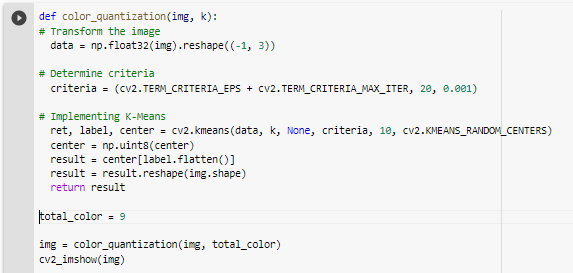 def color_quantization(img, k):
# Transform the image
data = np.float32(img).reshape((-1, 3))
# Determine criteria
criteria = (cv2.TERM_CRITERIA_EPS + cv2.TERM_CRITERIA_MAX_ITER, 20, 0.001)
# Implementing K-Means
ret, label, center = cv2.kmeans(data, k, None, criteria, 10, cv2.KMEANS_RANDOM_CENTERS)
center = np.uint8(center)
result = center[label.flatten()]
result = result.reshape(img.shape)
return result
total_color = 9
img = color_quantization(img, total_color)
cv2_imshow(img)